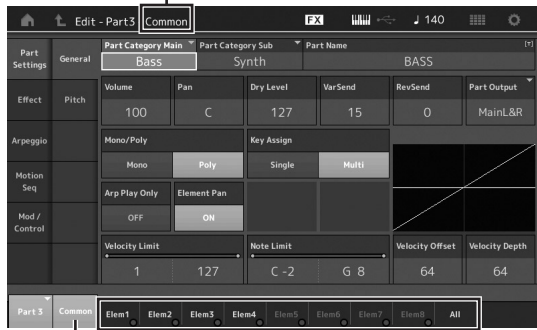 Edit - Part3 Common FX ♩ 140
Part Settings General Part Category Main Part Category Sub Part Name [T]
Bass Synth BASS
Effect Pitch Volume Pan Dry Level VarSend RevSend Part Output
100 C 127 15 0 MainL&R
Arpeggio Mono/Poly Key Assign
Mono Poly Single Multi
Motion Seq
Arp Play Only Element Pan
Mod / Control OFF ON
Velocity Limit Note Limit Velocity Offset Velocity Depth
1 127 C -2 G 8 64 64
Part 3 Common Elem1 Elem2 Elem3 Elem4 Elem5 Elem6 Elem7 Elem8 All